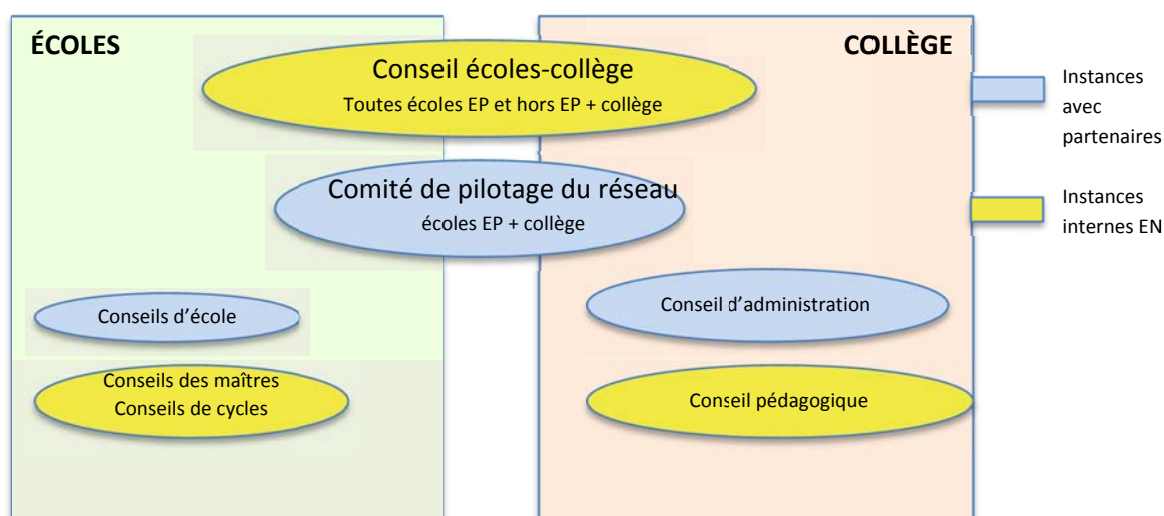 ÉCOLES
COLLÈGE
Conseil écoles-collège
Toutes écoles EP et hors EP + collège
Comité de pilotage du réseau
écoles EP + collège
Conseils d'école
Conseil d'administration
Conseils des maîtres
Conseils de cycles
Conseil pédagogique
Instances
avec
partenaires
Instances
internes EN